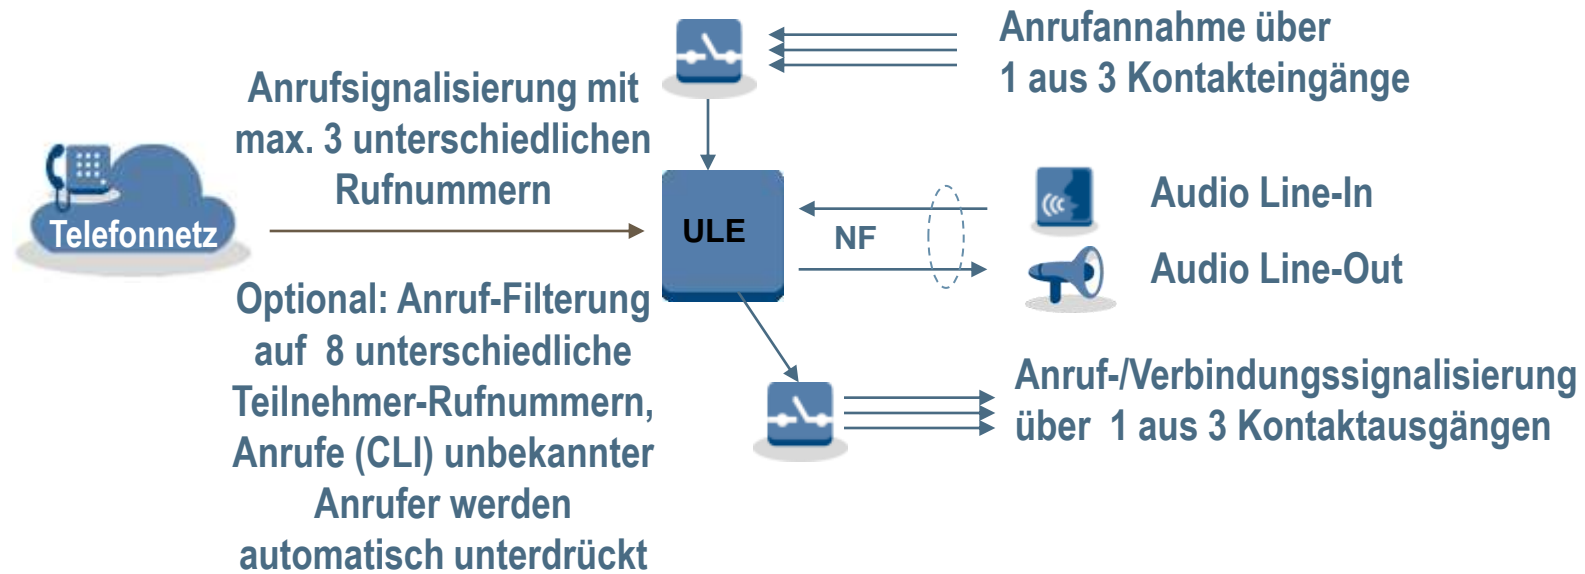 Anrufannahme über
1 aus 3 Kontakteingänge
Anrufsignalisierung mit
max. 3 unterschiedlichen
Rufnummern
Telefonnetz
ULE
NF
Audio Line-In
Audio Line-Out
Optional: Anruf-Filterung
auf 8 unterschiedliche
Teilnehmer-Rufnummern,
Anrufe (CLI) unbekannter
Anrufer werden
automatisch unterdrückt
Anruf-/Verbindungssignalisierung
über 1 aus 3 Kontaktausgängen